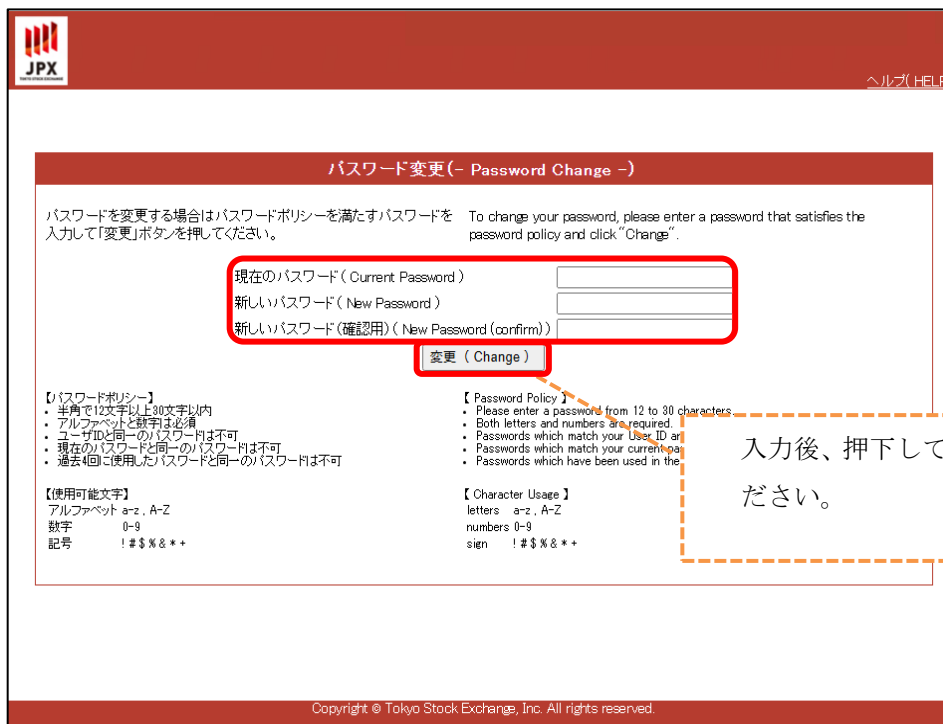 JPX
TOKYO STOCK EXCHANGE
ヘルプ( HELP
パスワード変更(- Password Change -)
パスワードを変更する場合はパスワードポリシーを満たすパスワードを
入力して「変更」ボタンを押してください。
To change your password, please enter a password that satisfies the
password policy and click "Change".
現在のパスワード( Current Password )
新しいパスワード( New Password )
新しいパスワード(確認用)( New Password (confirm) )
変更 ( Change )
【パスワードポリシー】
・ 半角で12文字以上30文字以内
・ アルファベットと数字は必須
・ ユーザIDと同一のパスワードは不可
・ 現在のパスワードと同一のパスワードは不可
・ 過去4回に使用したパスワードと同一のパスワードは不可
【使用可能文字】
アルファベット a-z , A-Z
数字 0-9
記号 ! # $ % & * +
【 Password Policy 】
・ Please enter a password from 12 to 30 characters.
・ Both letters and numbers are required.
・ Passwords which match your User ID ar
・ Passwords which match your current pa
・ Passwords which have been used in the
【 Character Usage 】
letters a-z , A-Z
numbers 0-9
sign ! # $ % & * +
入力後、押下して
ださい。
Copyright © Tokyo Stock Exchange, Inc. All rights reserved.